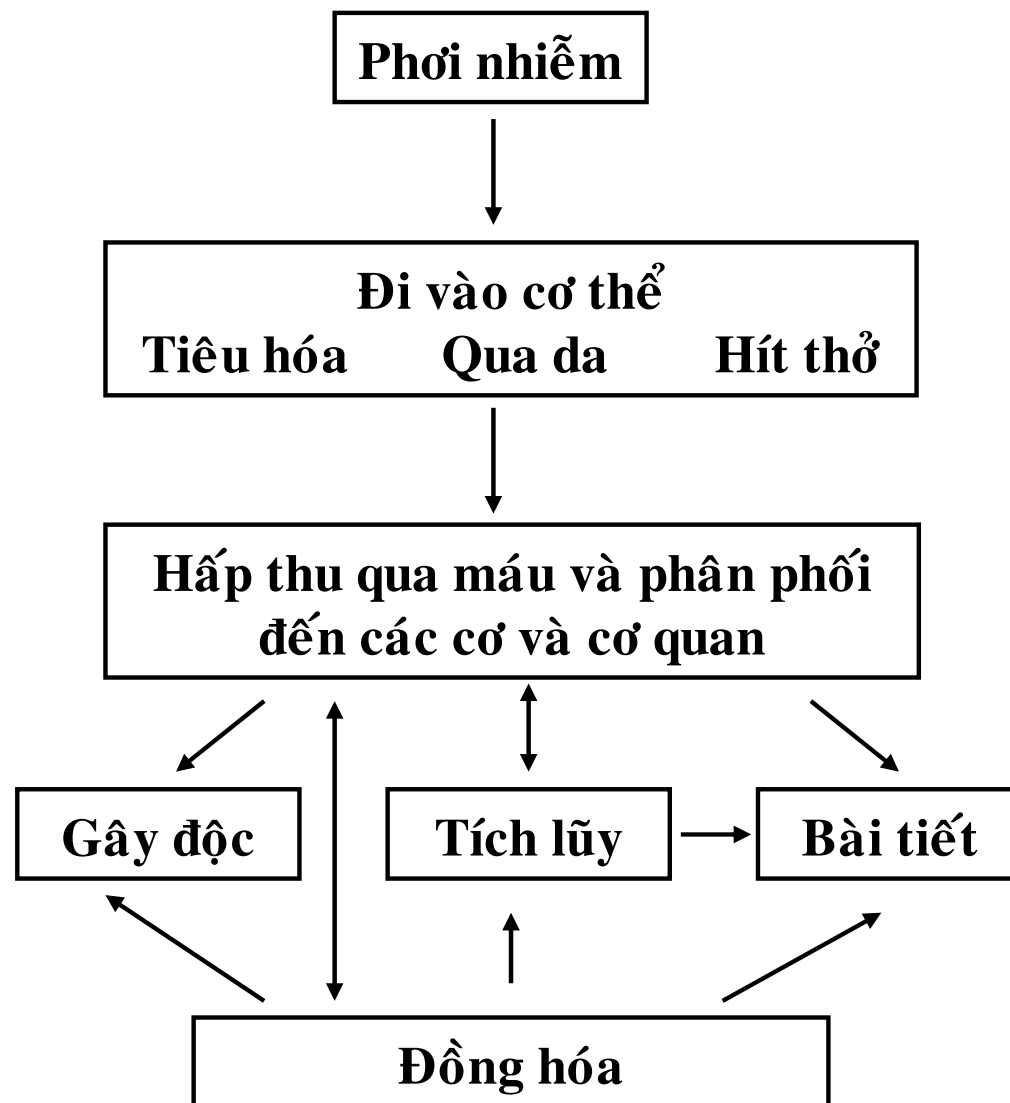 Phơi nhiễm
Đi vào cơ thể
Tiêu hóa Qua da Hít thở
Hấp thu qua máu và phân phối
đến các cơ và cơ quan
Gây độc Tích lũy Bài tiết
Đồng hóa